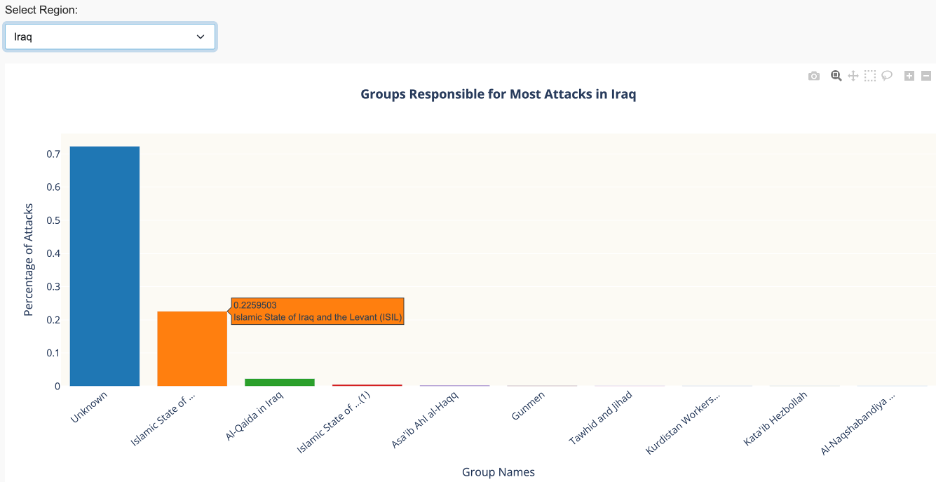 Select Region:
Iraq
Groups Responsible for Most Attacks in Iraq
Percentage of Attacks
0.7
0.6
0.5
0.4
0.3
0.2
0.1
0
0.2259503
Islamic State of Iraq and the Levant (ISIL)
Unknown
Islamic State of ...
Al-Qaida in Iraq
Islamic State of ...(1)
Asa'ib Ahl al-Haqq
Gunmen
Tawhid and Jihad
Kurdistan Workers...
Kata'ib Hezbollah
Al-Naqshabandiya ...
Group Names